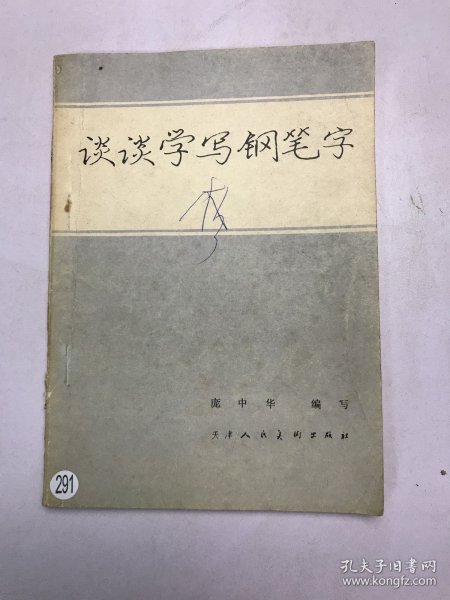 谈谈学写钢笔字
庞中华 编写
天津人民美术出版社
291
孔夫子旧书网
www.kongfz.com